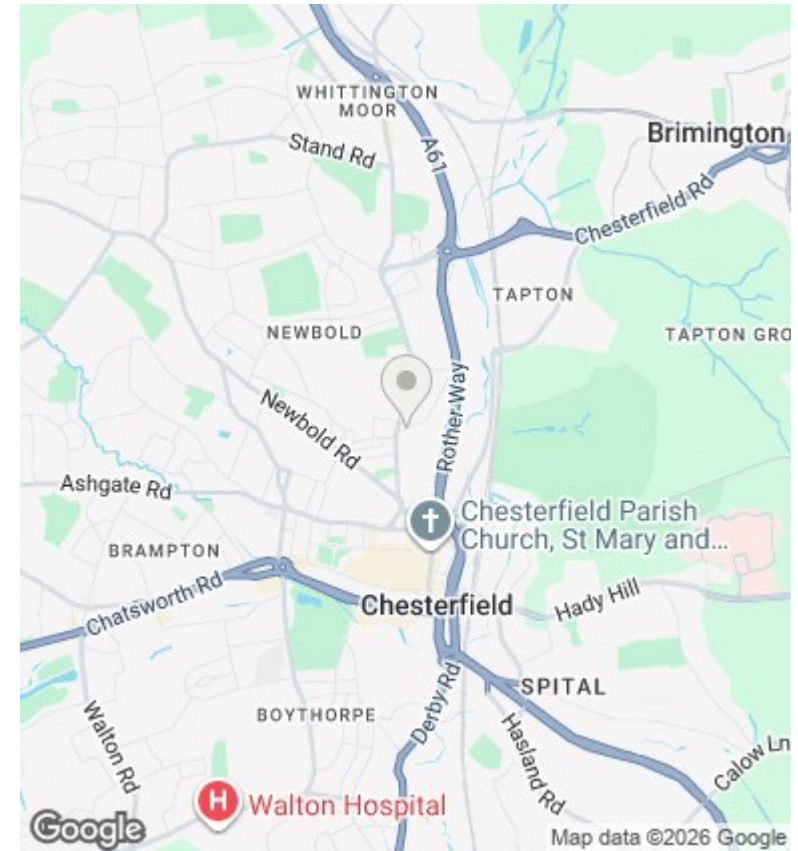 WHITTINGTON
MOOR
Stand Rd
A61
Brimington
Chesterfield Rd
TAPTON
NEWBOLD
TAPTON GRO
Newbold Rd
Rother Way
Ashgate Rd
Chesterfield Parish
Church, St Mary and...
BRAMPTON
Chatsworth Rd
Chesterfield
Hady Hill
SPITAL
BOYTHORPE
Derby Rd
Walton Rd
Hasland Rd
Calow Ln
H
Walton Hospital
Google
Map data ©2026 Google